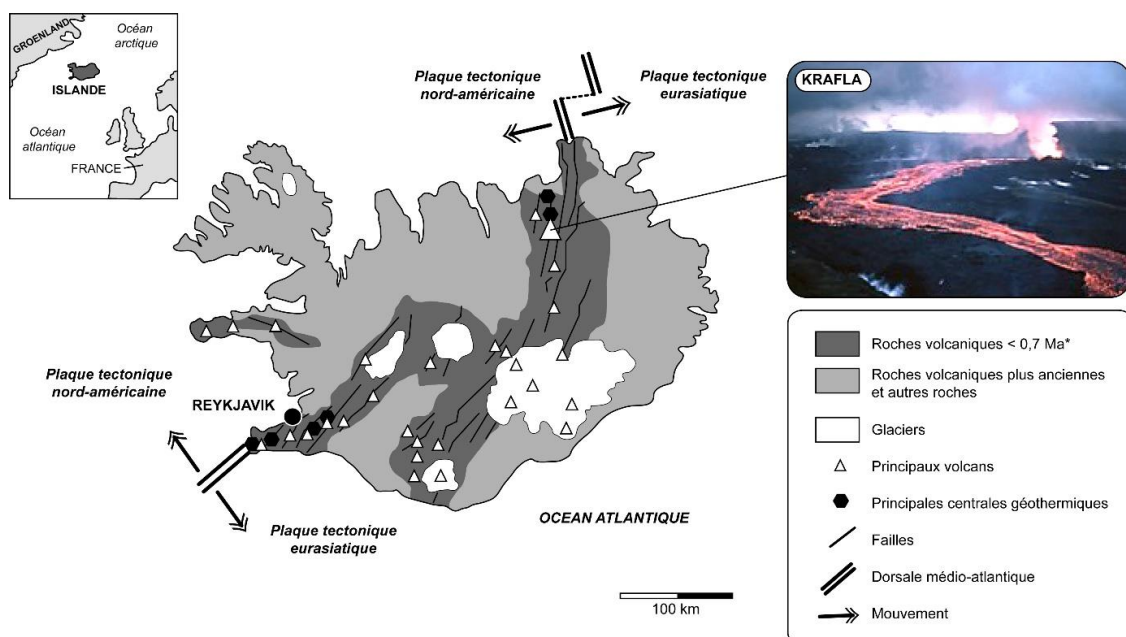 GROENLAND
Océan
arctique
ISLANDE
Océan
atlantique
FRANCE
Plaque tectonique
nord-américaine
Plaque tectonique
eurasiatique
KRAFLA
Plaque tectonique
nord-américaine
REYKJAVIK
Plaque tectonique
eurasiatique
OCEAN ATLANTIQUE
100 km
Roches volcaniques < 0,7 Ma*
Roches volcaniques plus anciennes
et autres roches
Glaciers
Principaux volcans
Principales centrales géothermiques
Failles
Dorsale médio-atlantique
Mouvement